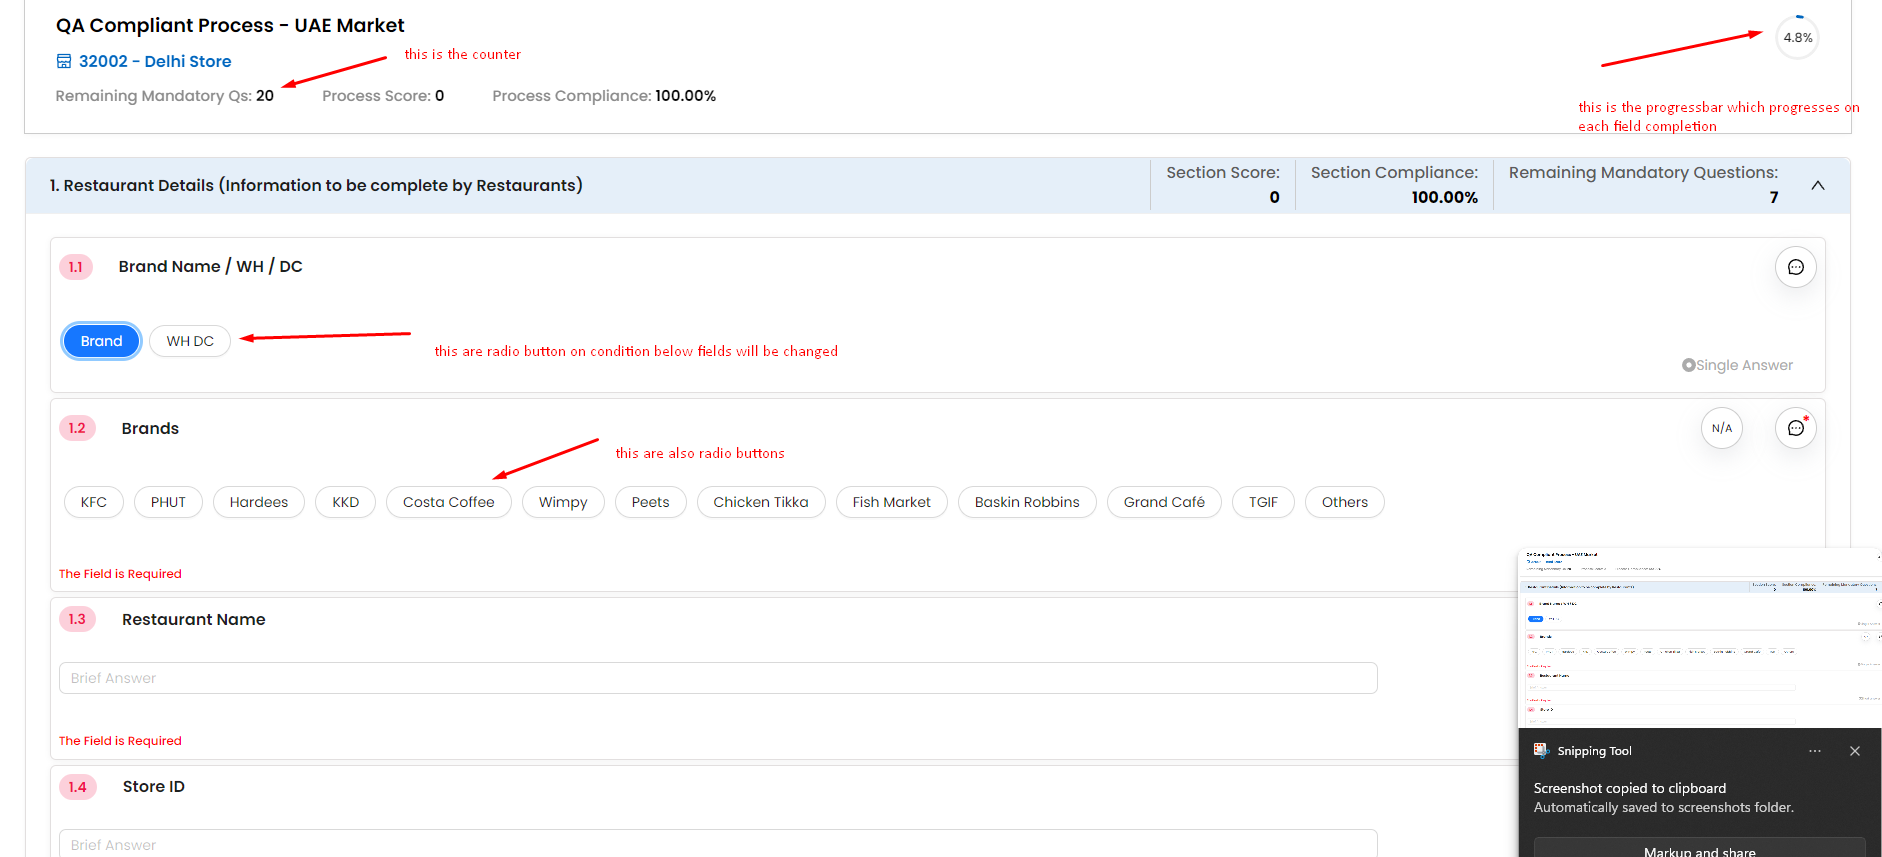 QA Compliant Process - UAE Market
this is the counter
32002 - Delhi Store
4.8%
Remaining Mandatory Qs: 20 Process Score: 0 Process Compliance: 100.00%
this is the progressbar which progresses on
each field completion
1. Restaurant Details (Information to be complete by Restaurants)
Section Score:
0
Section Compliance:
100.00%
Remaining Mandatory Questions:
7
1.1 Brand Name / WH / DC
Brand WH DC
this are radio button on condition below fields will be changed
Single Answer
1.2 Brands
N/A
*
this are also radio buttons
KFC PHUT Hardees KKD Costa Coffee Wimpy Peets Chicken Tikka Fish Market Baskin Robbins Grand Café TGIF Others
The Field is Required
1.3 Restaurant Name
Brief Answer
The Field is Required
1.4 Store ID
Brief Answer
QA Compliant Process - UAE Market
Snipping Tool
Screenshot copied to clipboard
Automatically saved to screenshots folder.
Markup and share